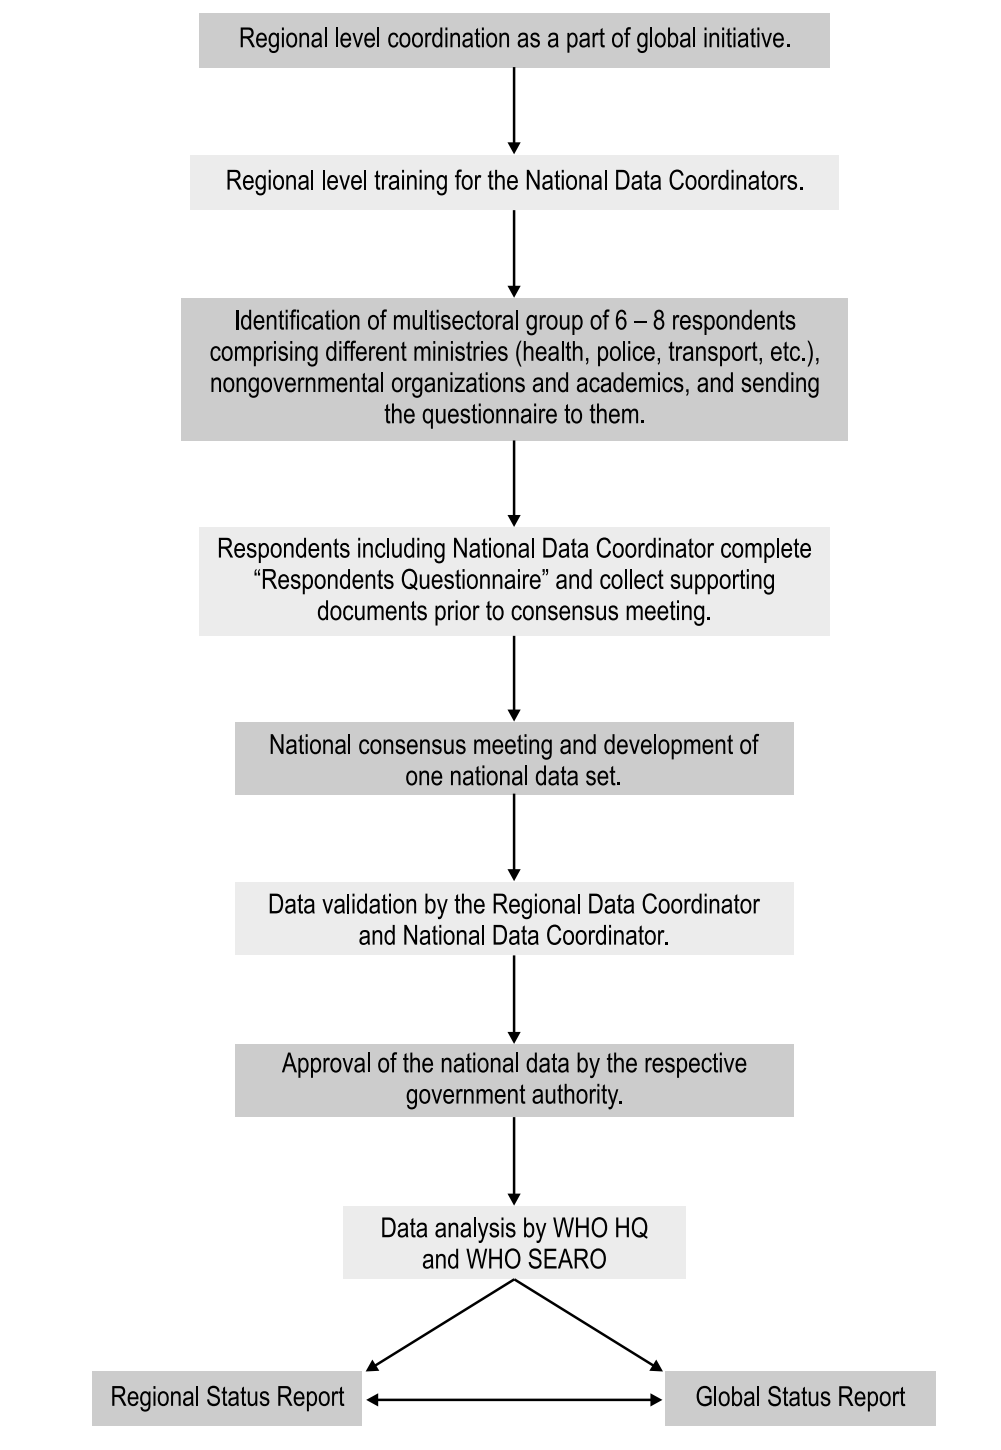 Regional level coordination as a part of global initiative.
Regional level training for the National Data Coordinators.
Identification of multisectoral group of 6 – 8 respondents
comprising different ministries (health, police, transport, etc.),
nongovernmental organizations and academics, and sending
the questionnaire to them.
Respondents including National Data Coordinator complete
“Respondents Questionnaire” and collect supporting
documents prior to consensus meeting.
National consensus meeting and development of
one national data set.
Data validation by the Regional Data Coordinator
and National Data Coordinator.
Approval of the national data by the respective
government authority.
Data analysis by WHO HQ
and WHO SEARO
Regional Status Report
Global Status Report